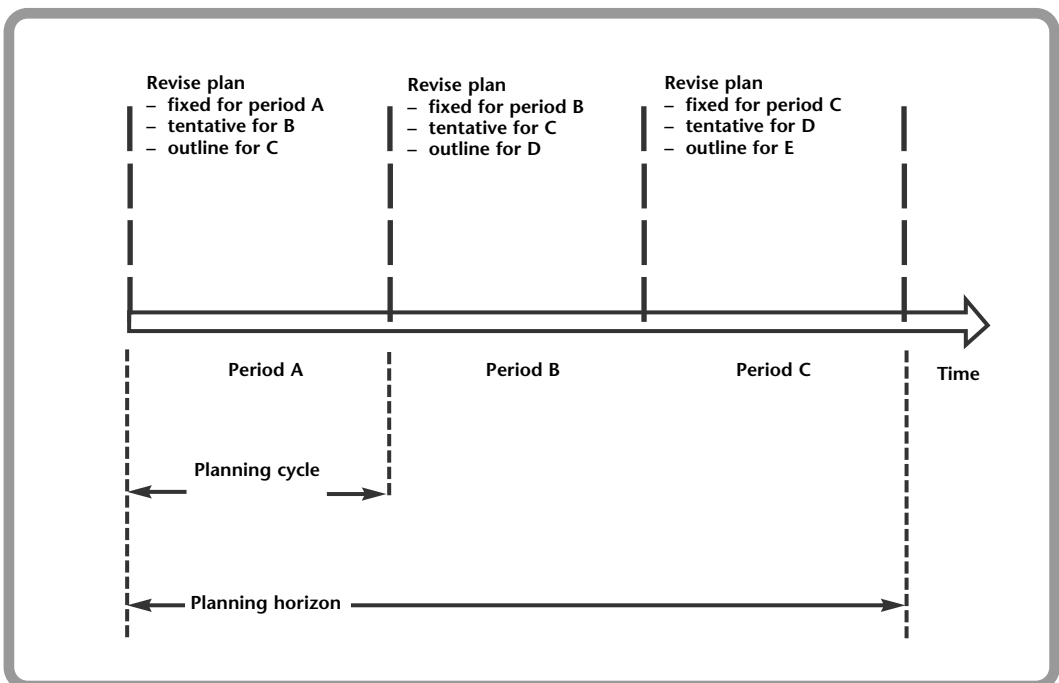 Revise plan
– fixed for period A
– tentative for B
– outline for C
Revise plan
– fixed for period B
– tentative for C
– outline for D
Revise plan
– fixed for period C
– tentative for D
– outline for E
Period A
Period B
Period C
Time
Planning cycle
Planning horizon